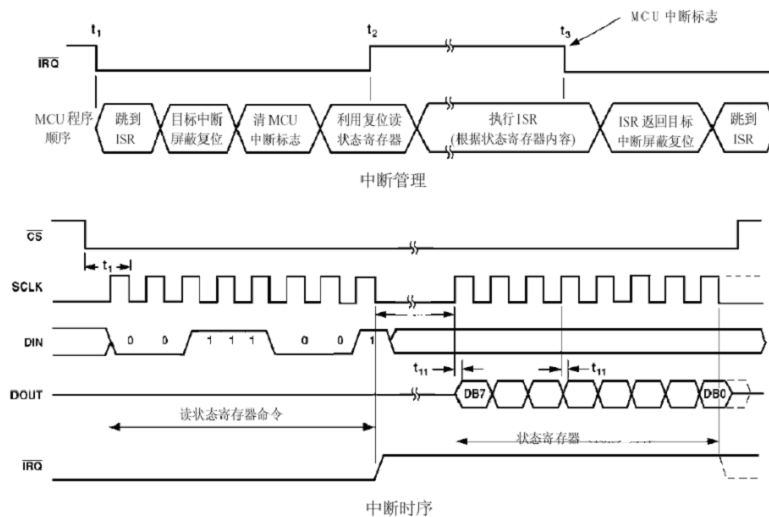 t₁ t₂ t₃ MCU 中断标志
IRQ
MCU 程序
顺序
跳到
ISR
目标中断
屏蔽复位
清 MCU
中断标志
利用复位读
状态寄存器
执行 ISR
(根据状态寄存器内容)
ISR 返回目标
中断屏蔽复位
跳到
ISR
中断管理
CS
t₁
SCLK
DIN 0 0 1 1 1 0 0 1
t₁₁ t₁₁
DOUT DB7 DB0
读状态寄存器命令
状态寄存器
IRQ
中断时序